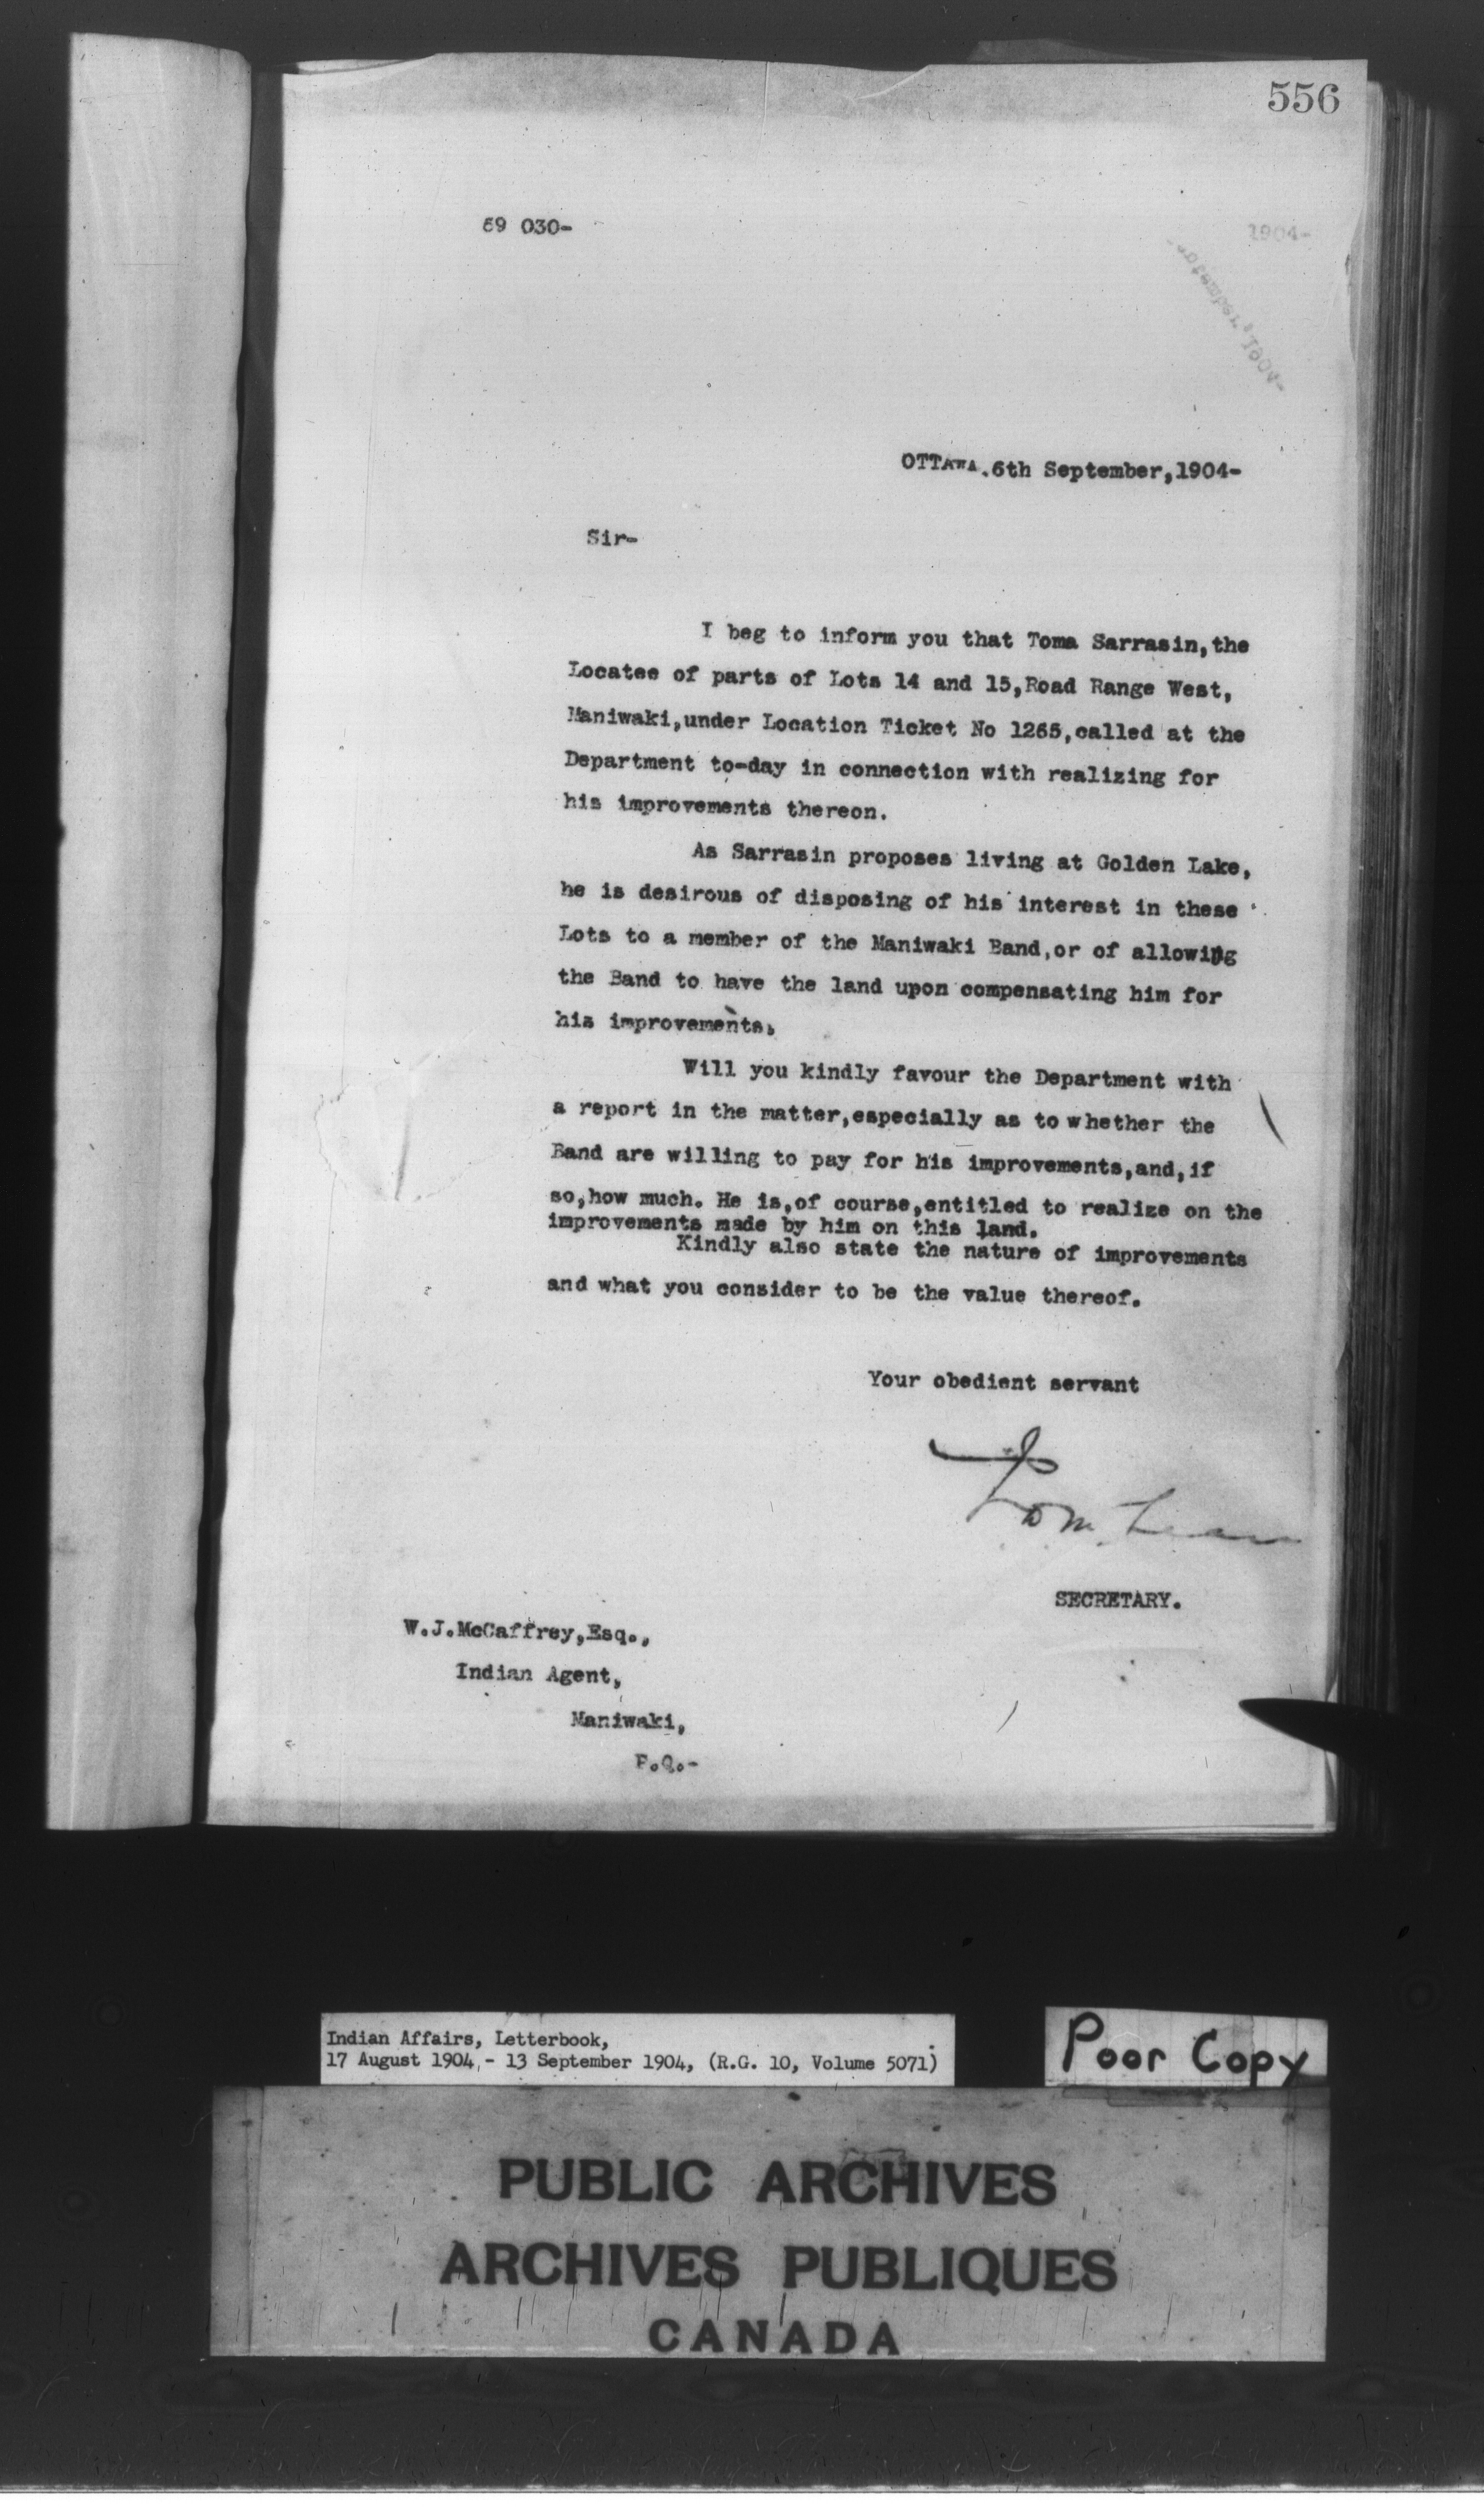 556
69 030-
1904-
September,1904-
OTTAWA.6th September,1904-
Sir-
I beg to inform you that Toma Sarrasin,the
Locatee of parts of Lots 14 and 15,Road Range West,
Maniwaki,under Location Ticket No 1265,called at the
Department to-day in connection with realizing for
his improvements thereon.
As Sarrasin proposes living at Golden Lake,
he is desirous of disposing of his interest in these
Lots to a member of the Maniwaki Band,or of allowing
the Band to have the land upon compensating him for
his improvements.
Will you kindly favour the Department with
a report in the matter,especially as to whether the
Band are willing to pay for his improvements,and,if
so,how much. He is,of course,entitled to realize on the
improvements made by him on this land.
Kindly also state the nature of improvements
and what you consider to be the value thereof.
Your obedient servant
SECRETARY.
W.J.McCaffrey,Esq.,
Indian Agent,
Maniwaki,
P.Q.-
Indian Affairs, Letterbook,
17 August 1904 - 13 September 1904, (R.G. 10, Volume 5071)
Poor Copy
PUBLIC ARCHIVES
ARCHIVES PUBLIQUES
CANADA